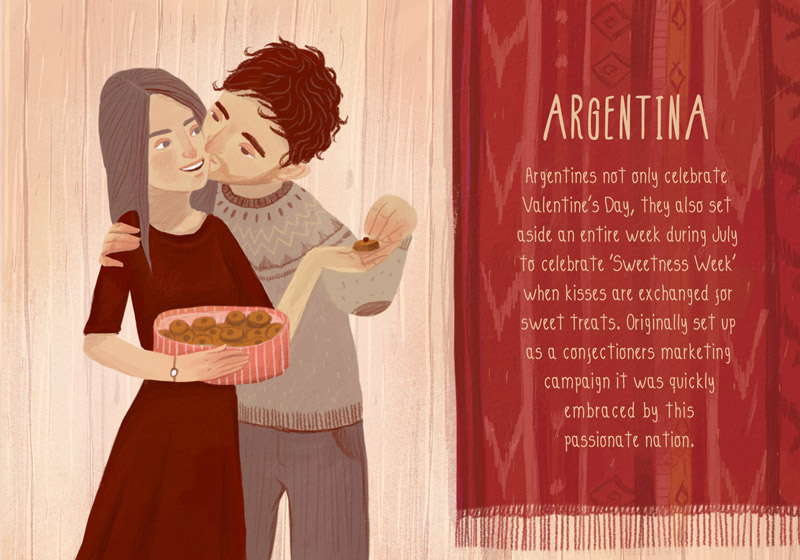 ARGENTINA
Argentines not only celebrate
Valentine's Day, they also set
aside an entire week during July
to celebrate 'Sweetness Week'
when kisses are exchanged for
sweet treats. Originally set up
as a confectioners marketing
campaign it was quickly
embraced by this
passionate nation.